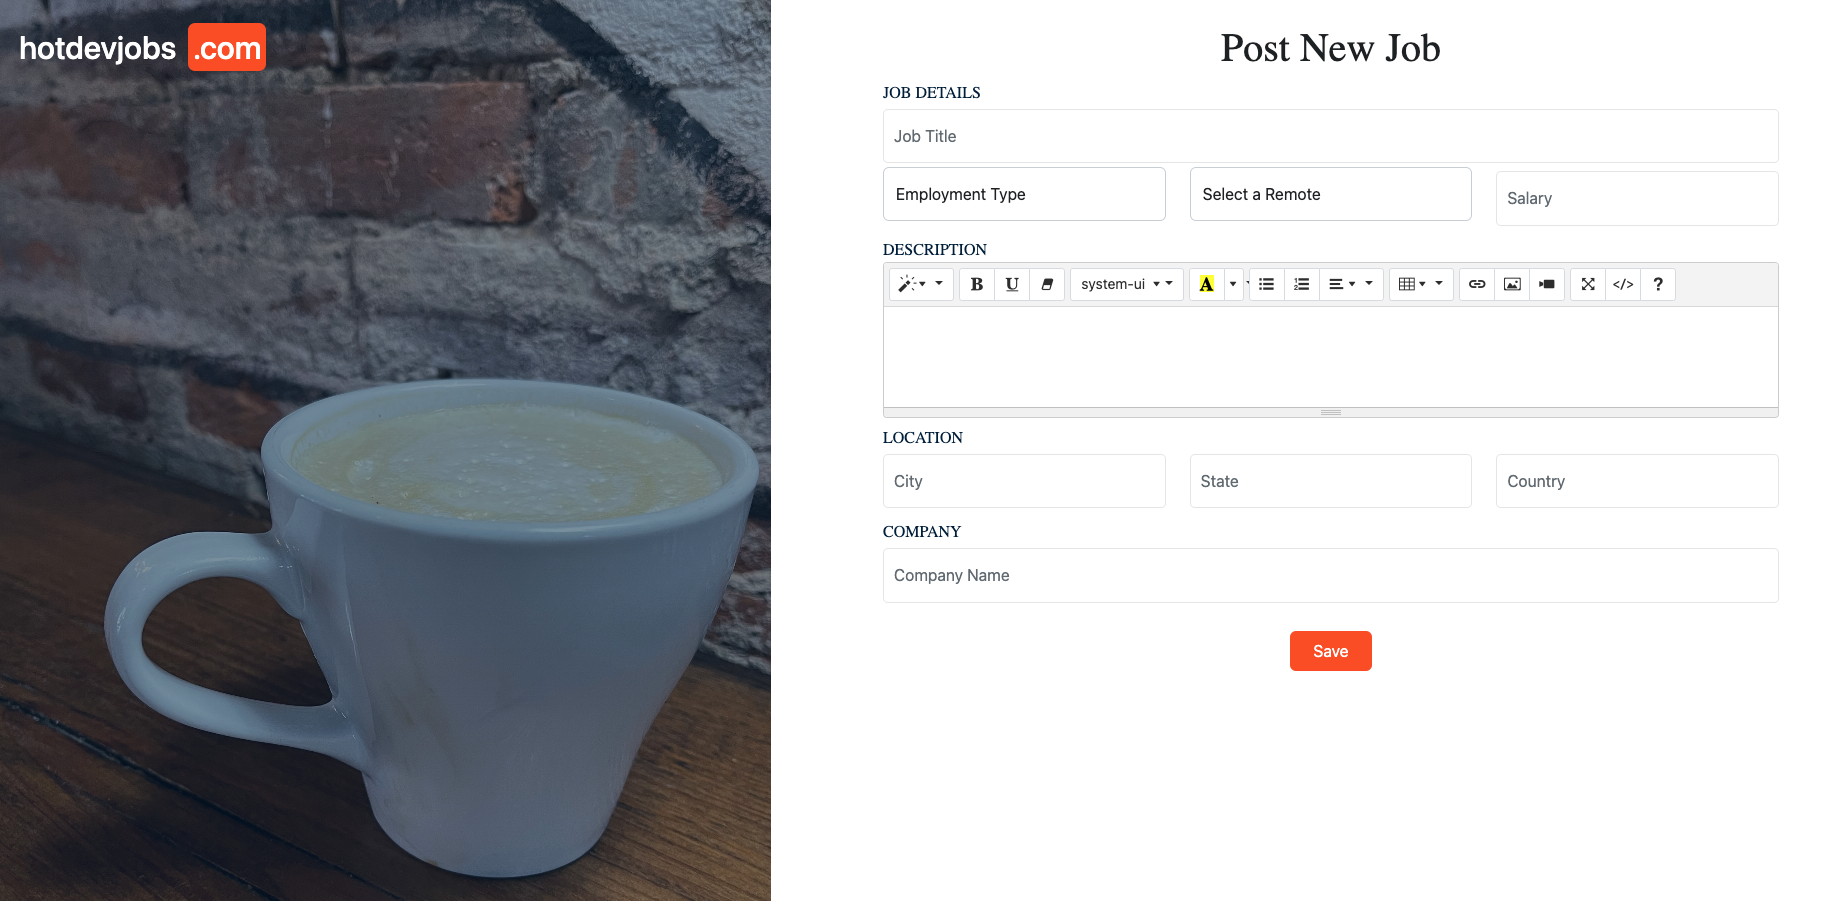 hotdevjobs .com
Post New Job
JOB DETAILS
Job Title
Employment Type
Select a Remote
Salary
DESCRIPTION
B U system-ui A </> ?
LOCATION
City
State
Country
COMPANY
Company Name
Save